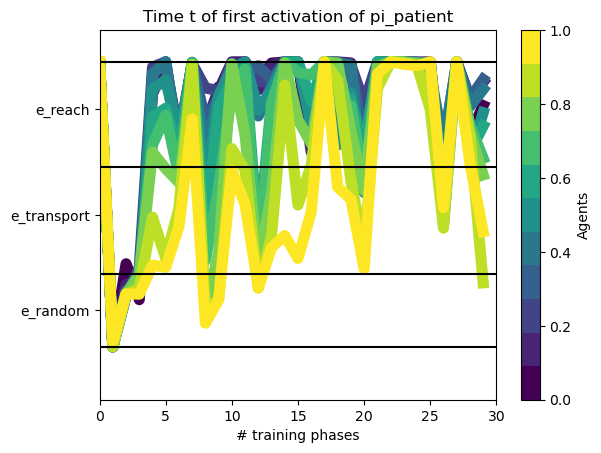 Time t of first activation of pi_patient
e_reach
e_transport
e_random
0 5 10 15 20 25 30
# training phases
1.0
0.8
0.6
0.4
0.2
0.0
Agents